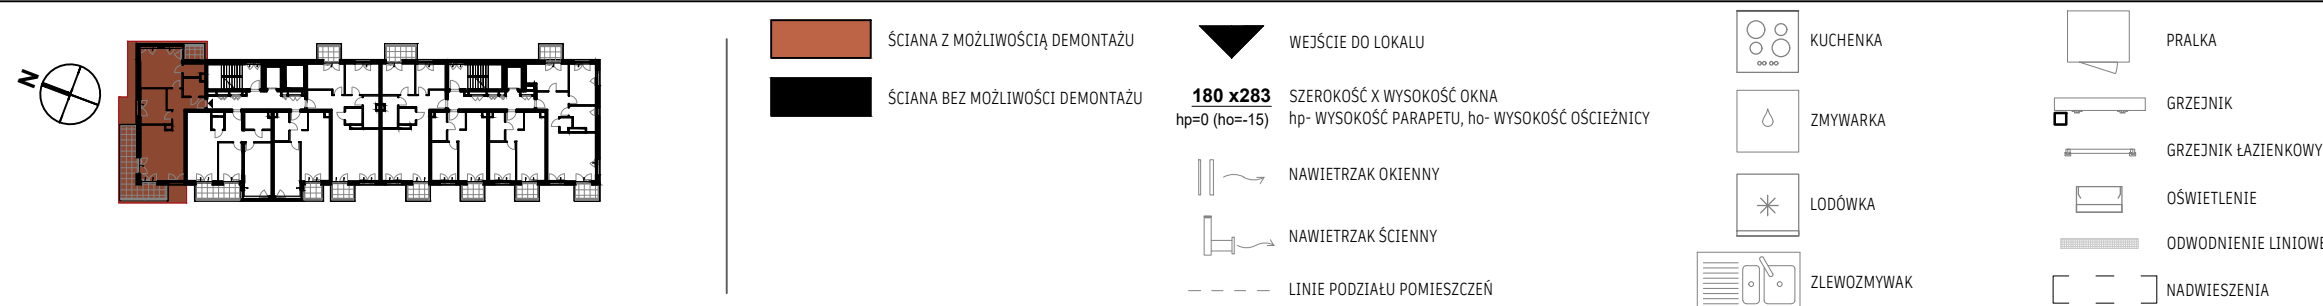 N
ŚCIANA Z MOŻLIWOŚCIĄ DEMONTAŻU
ŚCIANA BEZ MOŻLIWOŚCI DEMONTAŻU
WEJŚCIE DO LOKALU
180 x283
hp=0 (ho=-15)
SZEROKOŚĆ X WYSOKOŚĆ OKNA
hp- WYSOKOŚĆ PARAPETU, ho- WYSOKOŚĆ OŚCIEŻNICY
NAWIETRZAK OKIENNY
NAWIETRZAK ŚCIENNY
LINIE PODZIAŁU POMIESZCZEŃ
KUCHENKA
ZMYWARKA
LODÓWKA
ZLEWOZMYWAK
PRALKA
GRZEJNIK
GRZEJNIK ŁAZIENKOWY
OŚWIETLENIE
ODWODNIENIE LINIOWE
NADWIESZENIA